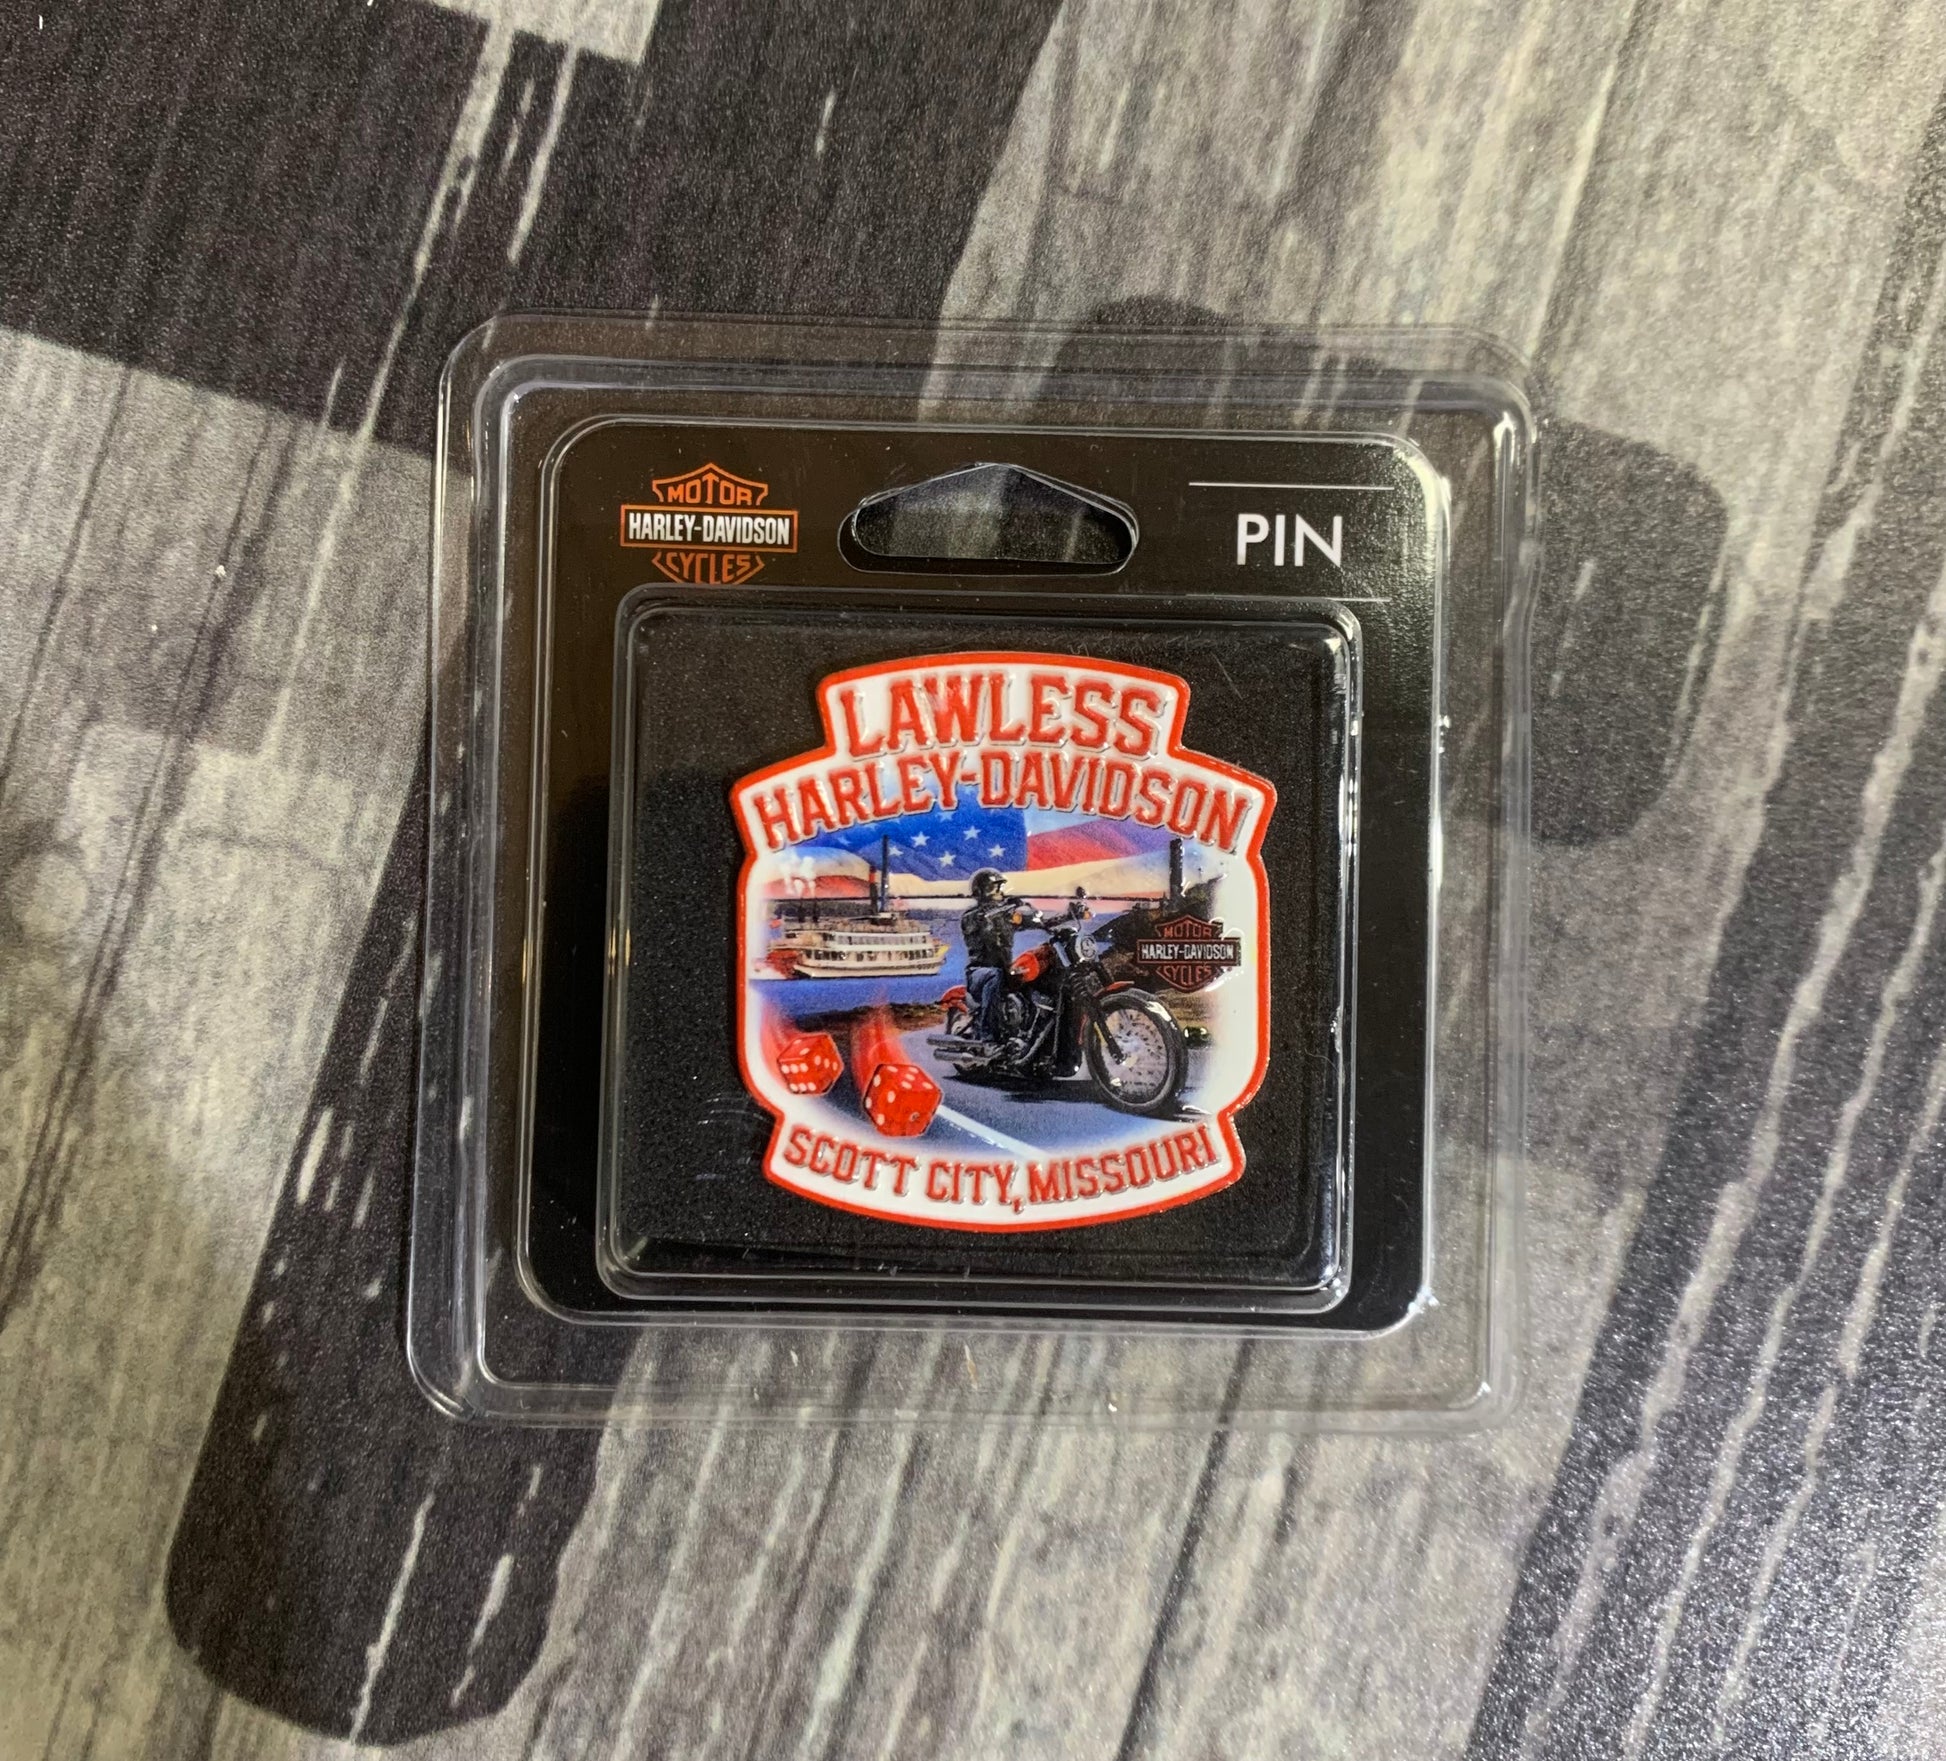 MOTOR
HARLEY-DAVIDSON
CYCLES
PIN
LAWLESS
HARLEY-DAVIDSON
MOTOR
HARLEY-DAVIDSON
CYCLES
SCOTT CITY, MISSOURI